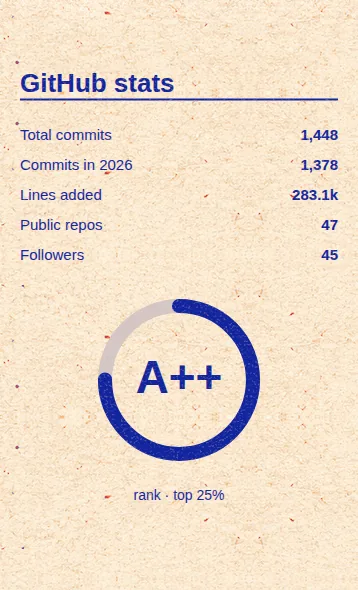 GitHub stats
Total commits 1,448
Commits in 2026 1,378
Lines added 283.1k
Public repos 47
Followers 45
A++
rank · top 25%